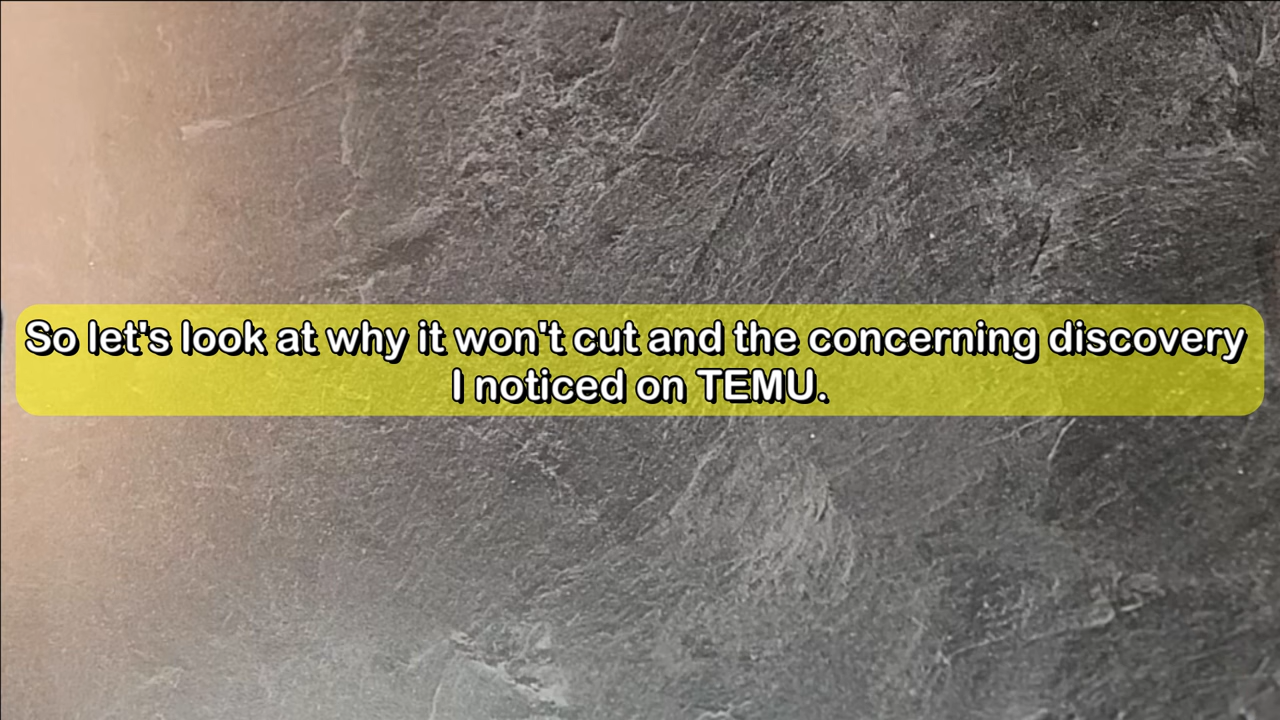 So let's look at why it won't cut and the concerning discovery
I noticed on TEMU.